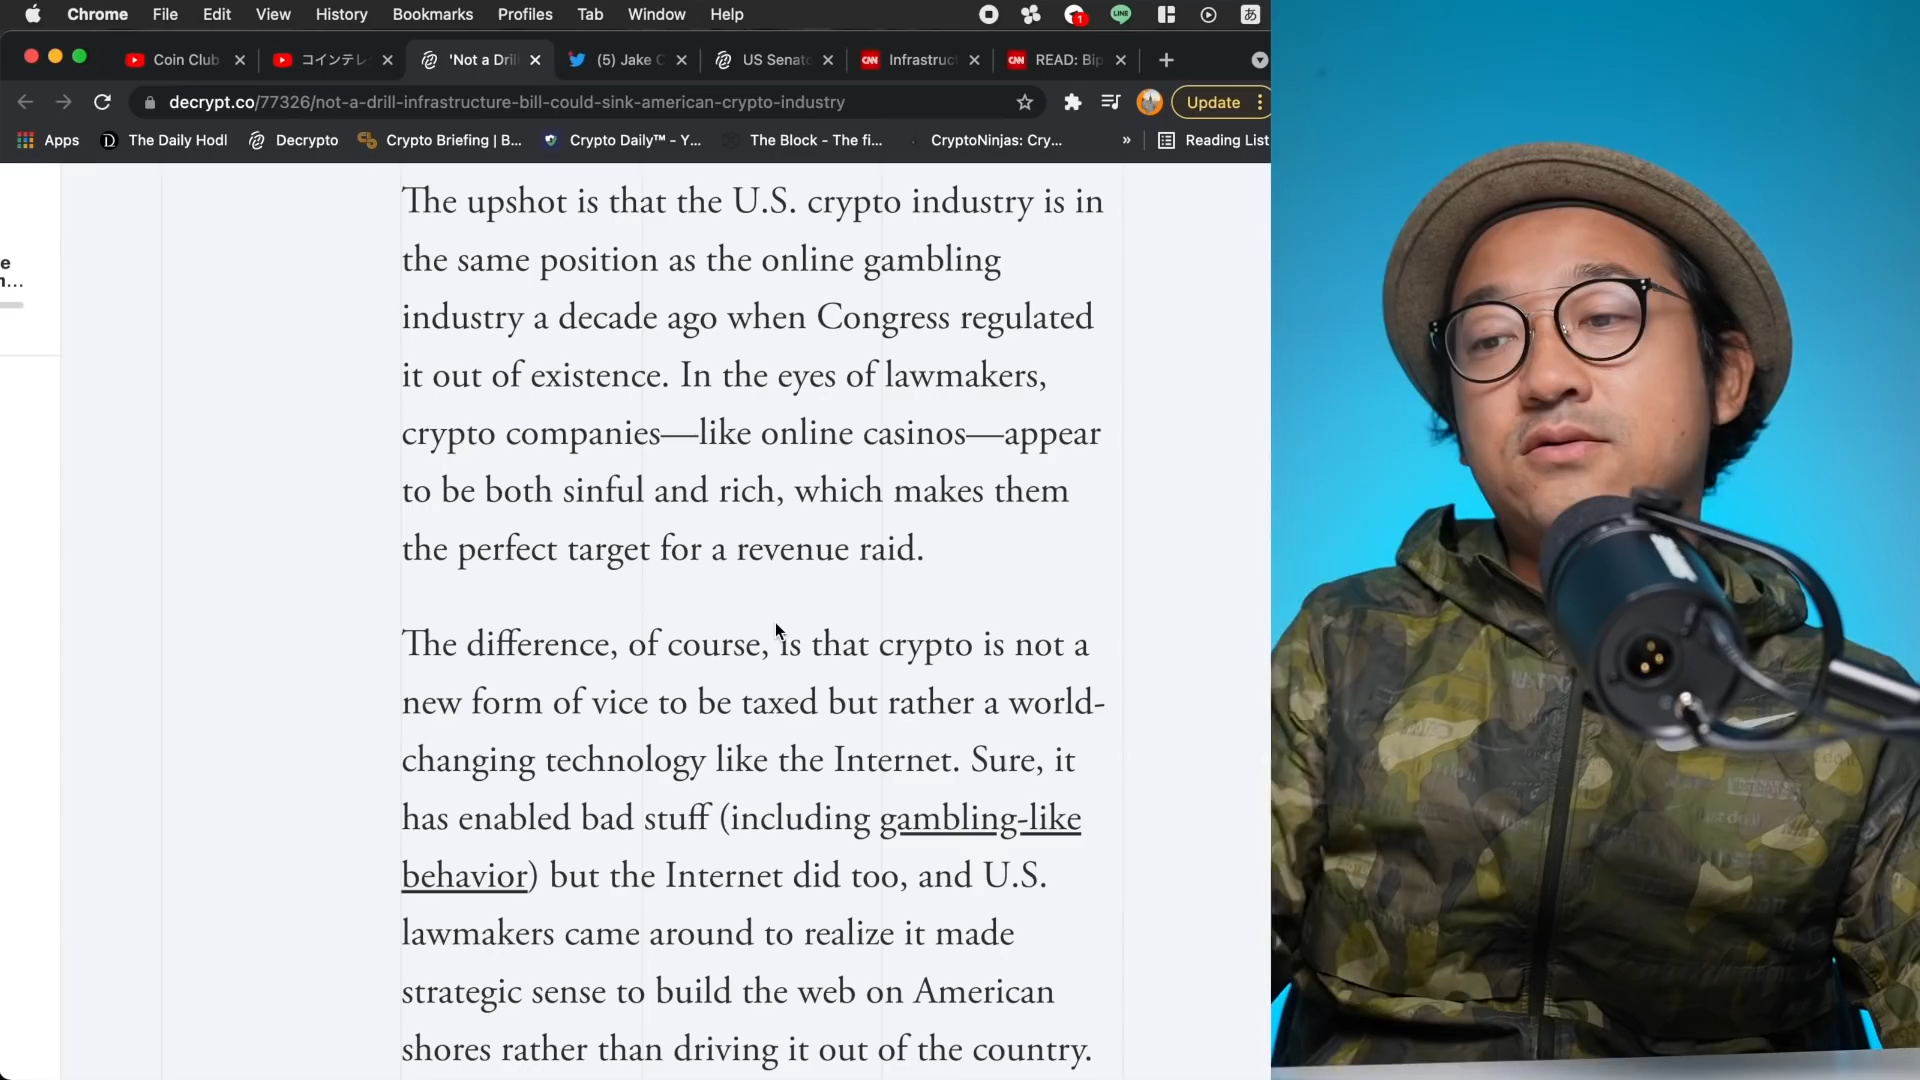 Chrome File Edit View History Bookmarks Profiles Tab Window Help
1 LINE あ
Coin Club コインテレ 'Not a Drill (5) Jake C US Senat CNN Infrastruct CNN READ: Bip
decrypt.co/77326/not-a-drill-infrastructure-bill-could-sink-american-crypto-industry Update
Apps The Daily Hodl Decrypto Crypto Briefing | B... Crypto Daily™ - Y... The Block - The fi... CryptoNinjas: Cry... » Reading List
e
n...
The upshot is that the U.S. crypto industry is in
the same position as the online gambling
industry a decade ago when Congress regulated
it out of existence. In the eyes of lawmakers,
crypto companies—like online casinos—appear
to be both sinful and rich, which makes them
the perfect target for a revenue raid.
The difference, of course, is that crypto is not a
new form of vice to be taxed but rather a world-
changing technology like the Internet. Sure, it
has enabled bad stuff (including gambling-like
behavior) but the Internet did too, and U.S.
lawmakers came around to realize it made
strategic sense to build the web on American
shores rather than driving it out of the country.